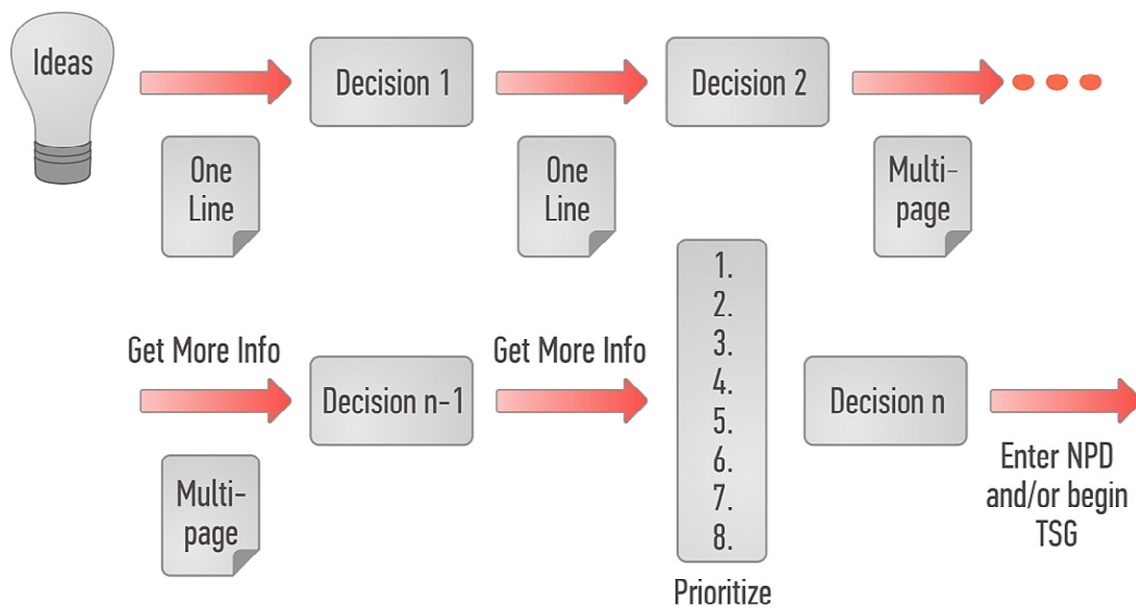 Ideas
Decision 1
Decision 2
One
Line
One
Line
Multi-
page
Get More Info
Decision n-1
Get More Info
1.
2.
3.
4.
5.
6.
7.
8.
Prioritize
Decision n
Multi-
page
Enter NPD
and/or begin
TSG